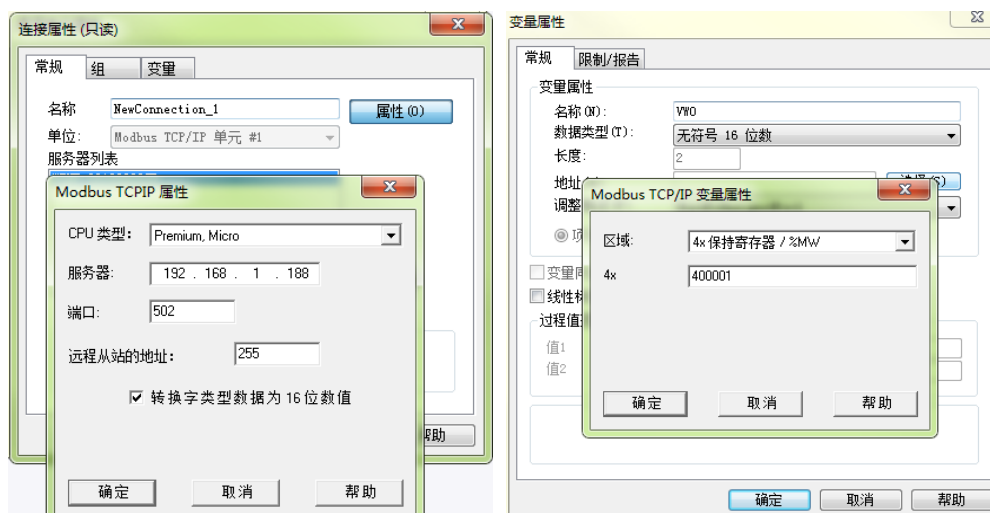 连接属性 (只读)
常规
组
变量
名称
NewConnection_1
属性(O)
单位:
Modbus TCP/IP 单元 #1
服务器列表
Modbus TCPIP 属性
CPU 类型:
Premium, Micro
服务器:
192 . 168 . 1 . 188
端口:
502
远程从站的地址:
255
转换字类型数据为 16 位数值
确定
取消
帮助
帮助
变量属性
常规
限制/报告
变量属性
名称(N):
VW0
数据类型(T):
无符号 16 位数
长度:
2
地址
调整
Modbus TCP/IP 变量属性
区域:
4x 保持寄存器 / %MW
4x
400001
确定
取消
帮助
过程值
值1
值2
确定
取消
帮助